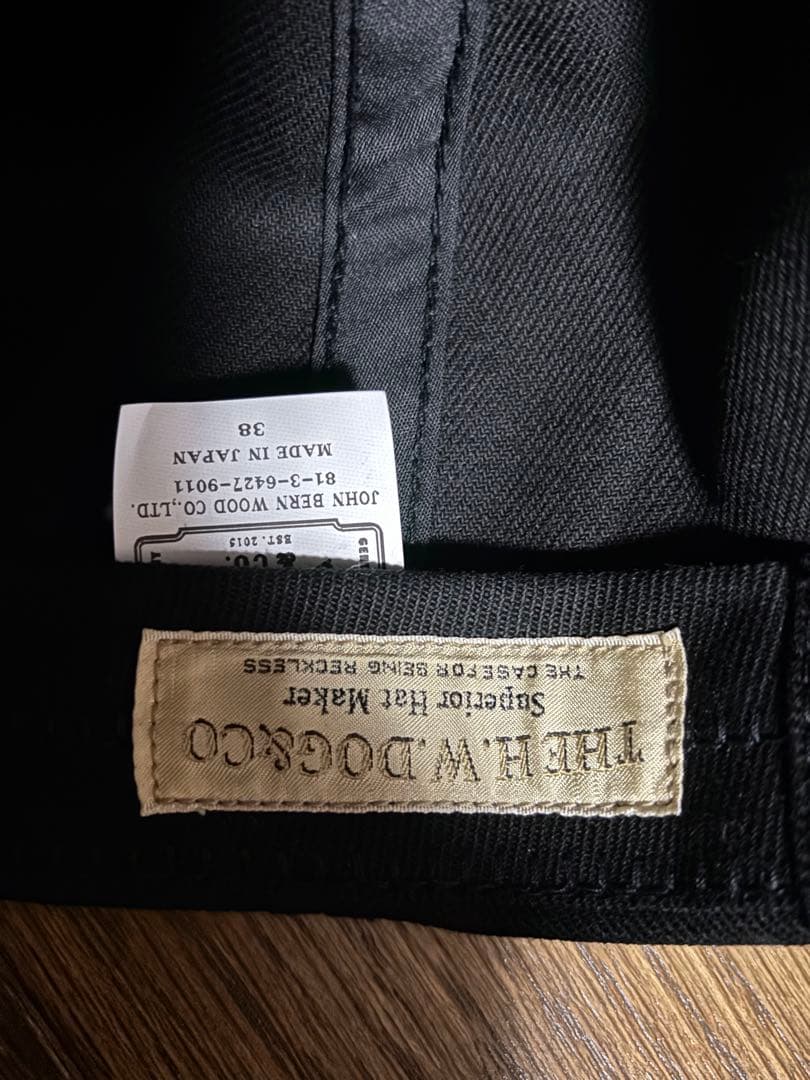 THE H.W.DOG&CO
Superior Hat Maker
THE CASE FOR BEING RECKLESS
& CO.
EST. 2015
JOHN BERN WOOD CO.,LTD.
81-3-6427-9011
MADE IN JAPAN
38